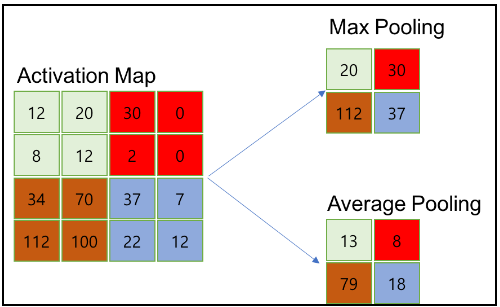 Activation Map
12 20 30 0
8 12 2 0
34 70 37 7
112 100 22 12
Max Pooling
20 30
112 37
Average Pooling
13 8
79 18